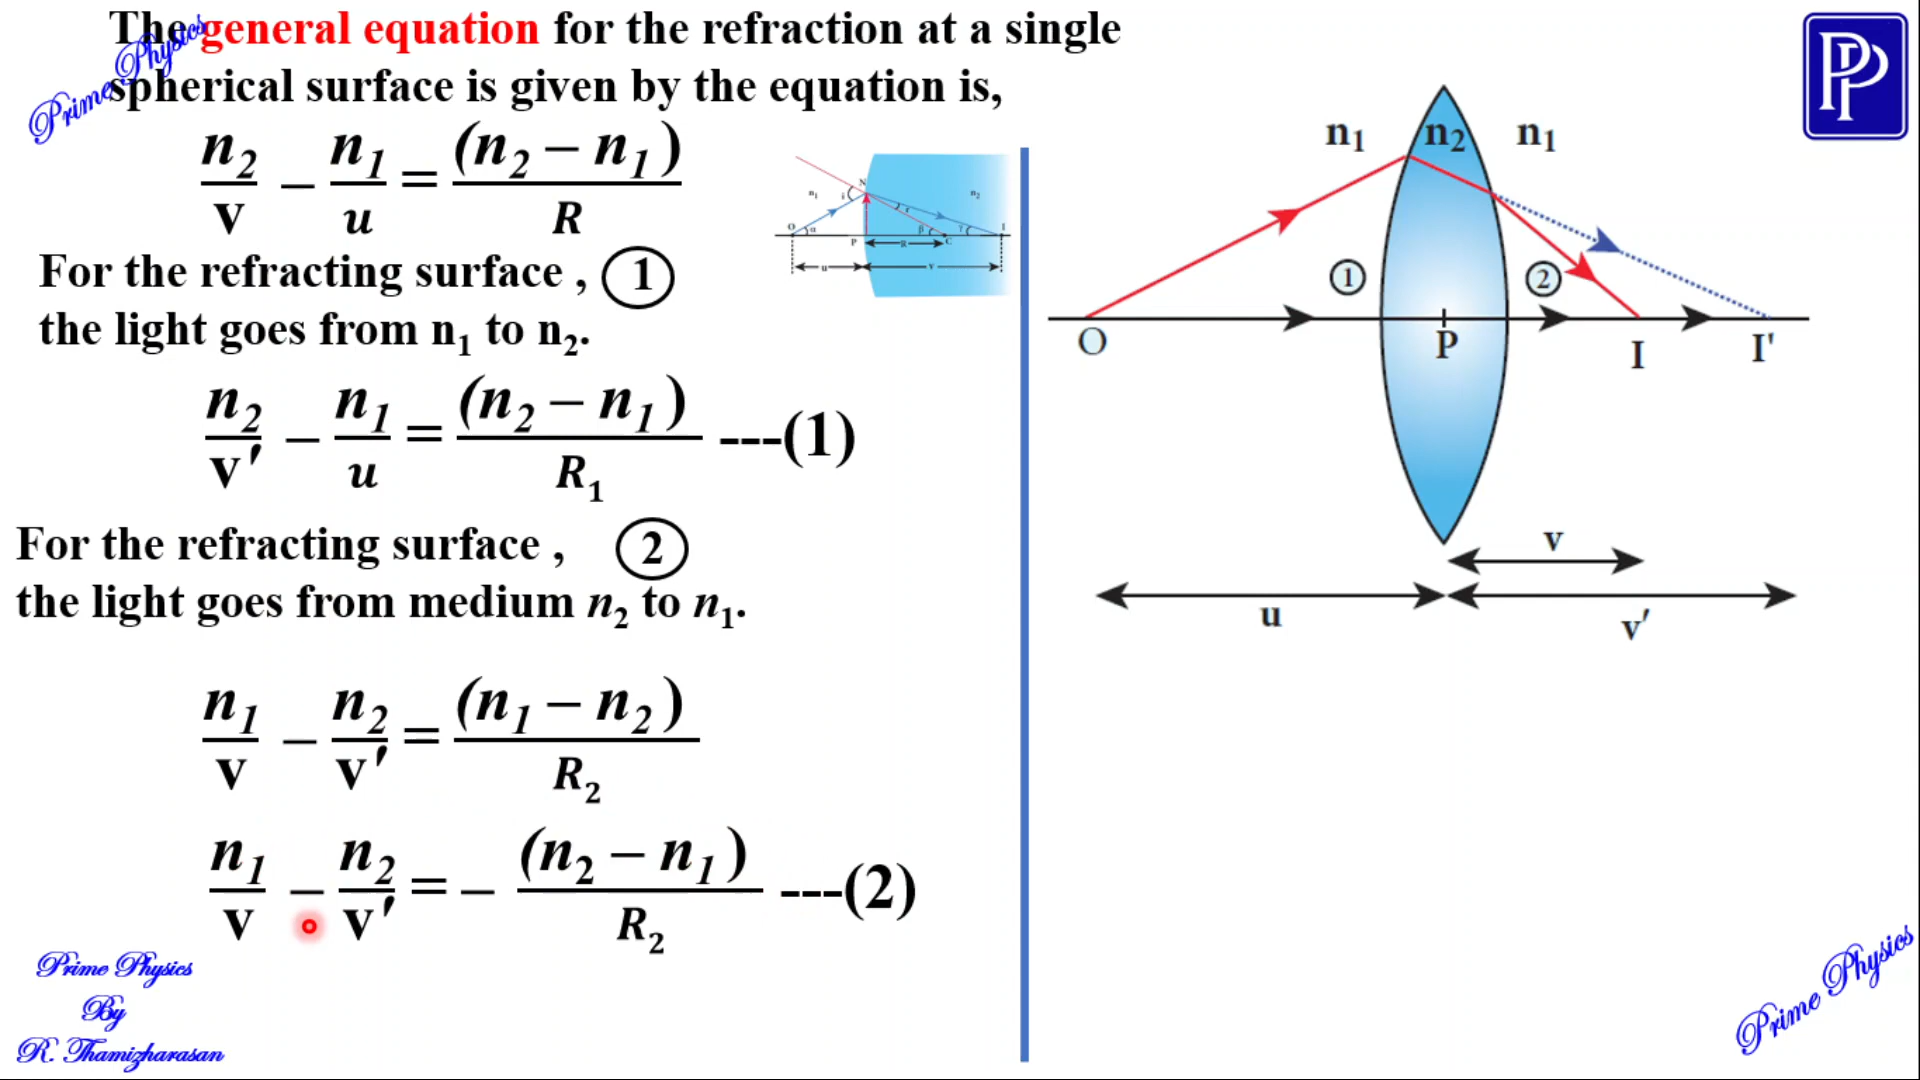 The general equation for the refraction at a single
spherical surface is given by the equation is,
n₂/v − n₁/u = (n₂ − n₁)/R
For the refracting surface , ①
the light goes from n₁ to n₂.
n₂/v′ − n₁/u = (n₂ − n₁)/R₁ ---(1)
For the refracting surface , ②
the light goes from medium n₂ to n₁.
n₁/v − n₂/v′ = (n₁ − n₂)/R₂
n₁/v − n₂/v′ = − (n₂ − n₁)/R₂ ---(2)
Prime Physics
Prime Physics
By
R. Thamizharasan
n₁ n₂
N
i r
O α β C γ I
P R
u v
PP
n₁ n₂ n₁
① ②
O P I I'
v
u v′
Prime Physics